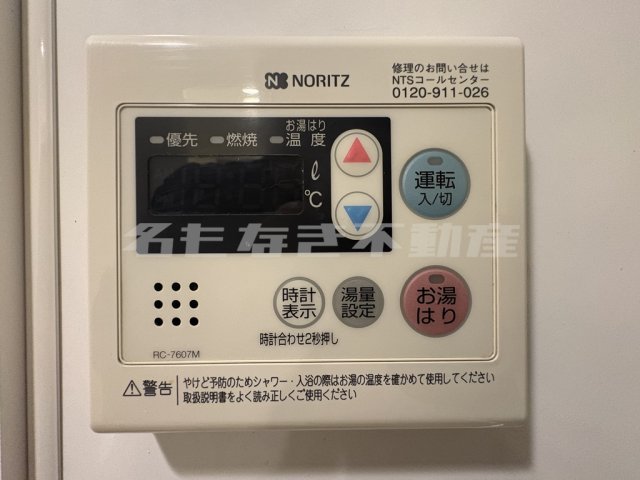 NORITZ
修理のお問い合せは
NTSコールセンター
0120-911-026
優先 燃焼 お湯はり温度
ℓ
℃
運転
入/切
時計
表示
湯量
設定
お湯
はり
時計合わせ2秒押し
RC-7607M
警告
やけど予防のためシャワー・入浴の際はお湯の温度を確かめて使用してください
取扱説明書をよく読み正しくご使用ください
不動産